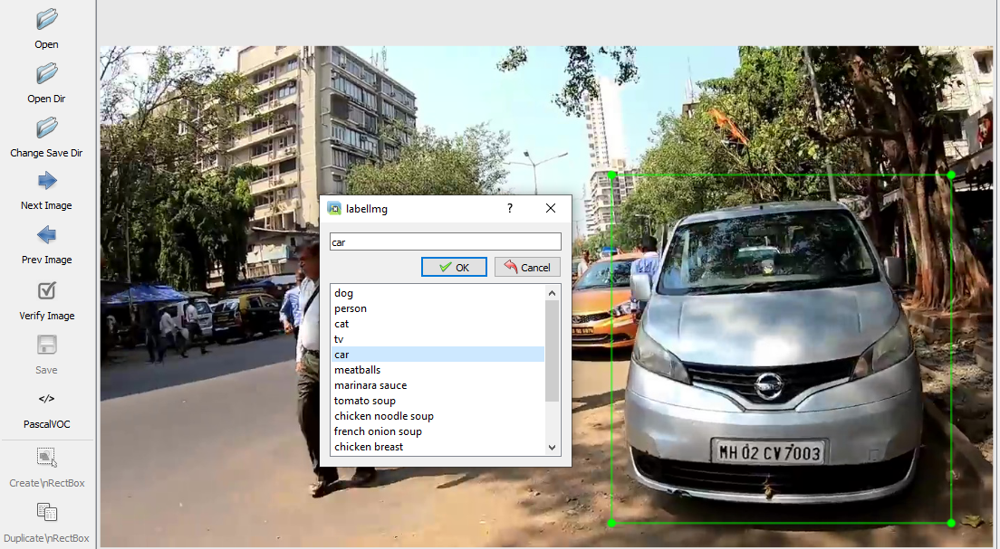 Open
Open Dir
Change Save Dir
Next Image
Prev Image
Verify Image
Save
</>
PascalVOC
Create\nRectBox
Duplicate\nRectBox
labelImg
?
car
OK
Cancel
dog
person
cat
tv
car
meatballs
marinara sauce
tomato soup
chicken noodle soup
french onion soup
chicken breast
MH 02 CV 7003